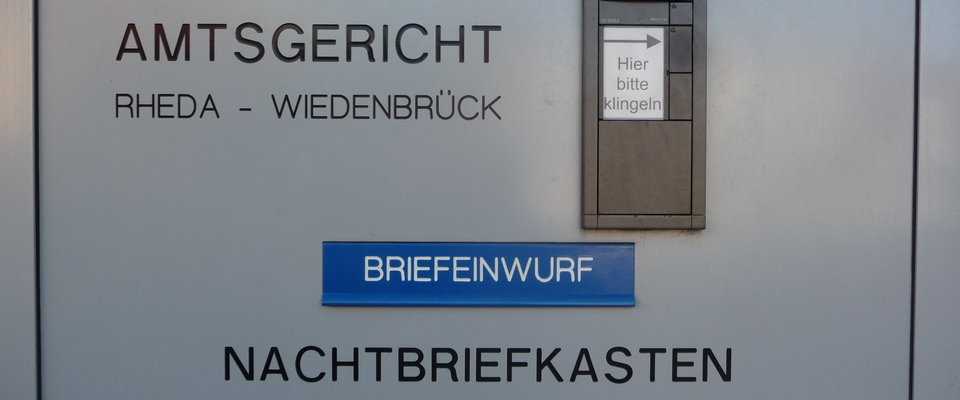 AMTSGERICHT
RHEDA - WIEDENBRÜCK
Hier
bitte
klingeln
BRIEFEINWURF
NACHTBRIEFKASTEN